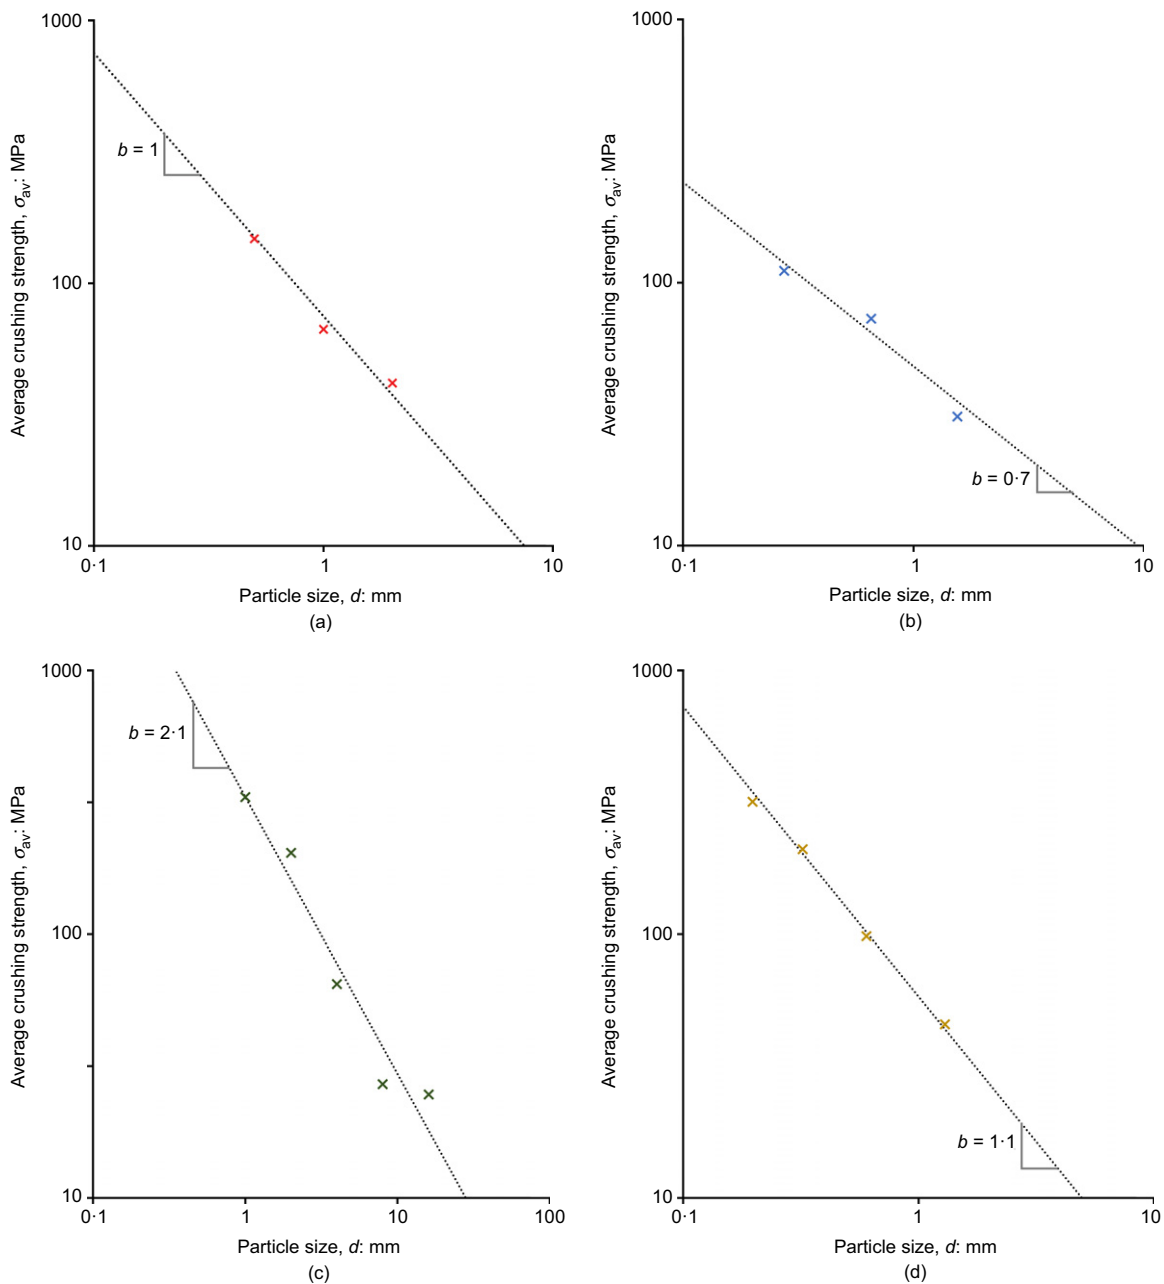 1000
100
10
Average crushing strength, σav: MPa
b = 1
0·1
1
10
Particle size, d: mm
(a)
1000
100
10
Average crushing strength, σav: MPa
b = 0·7
0·1
1
10
Particle size, d: mm
(b)
1000
100
10
Average crushing strength, σav: MPa
b = 2·1
0·1
1
10
100
Particle size, d: mm
(c)
1000
100
10
Average crushing strength, σav: MPa
b = 1·1
0·1
1
10
Particle size, d: mm
(d)